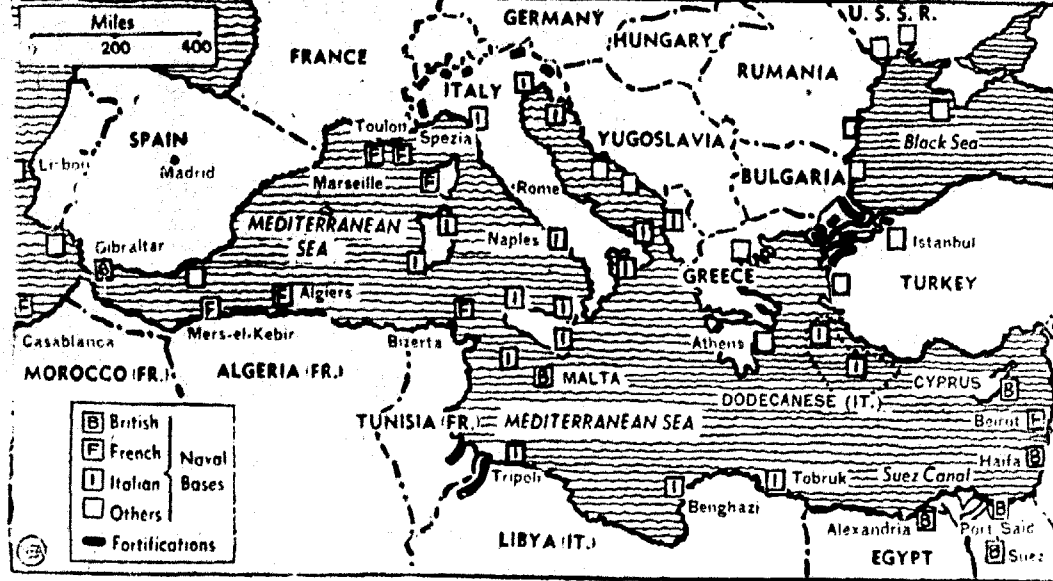 Miles
0 200 400
GERMANY
U. S. S. R.
HUNGARY
FRANCE
RUMANIA
ITALY
Toulon
Spezia
SPAIN
YUGOSLAVIA
Black Sea
Lisbon
Madrid
Marseille
Rome
BULGARIA
MEDITERRANEAN
SEA
Naples
Istanbul
Gibraltar
GREECE
TURKEY
Algiers
Casablanca
Mers-el-Kebir
Bizerta
Athens
MOROCCO (FR.)
ALGERIA (FR.)
MALTA
CYPRUS
DODECANESE (IT.)
TUNISIA (FR.)
MEDITERRANEAN SEA
Beirut
Haifa
Tripoli
Tobruk
Suez Canal
Benghazi
Alexandria
Port Said
LIBYA (IT.)
EGYPT
Suez
B British
F French
I Italian
Others
Naval
Bases
Fortifications